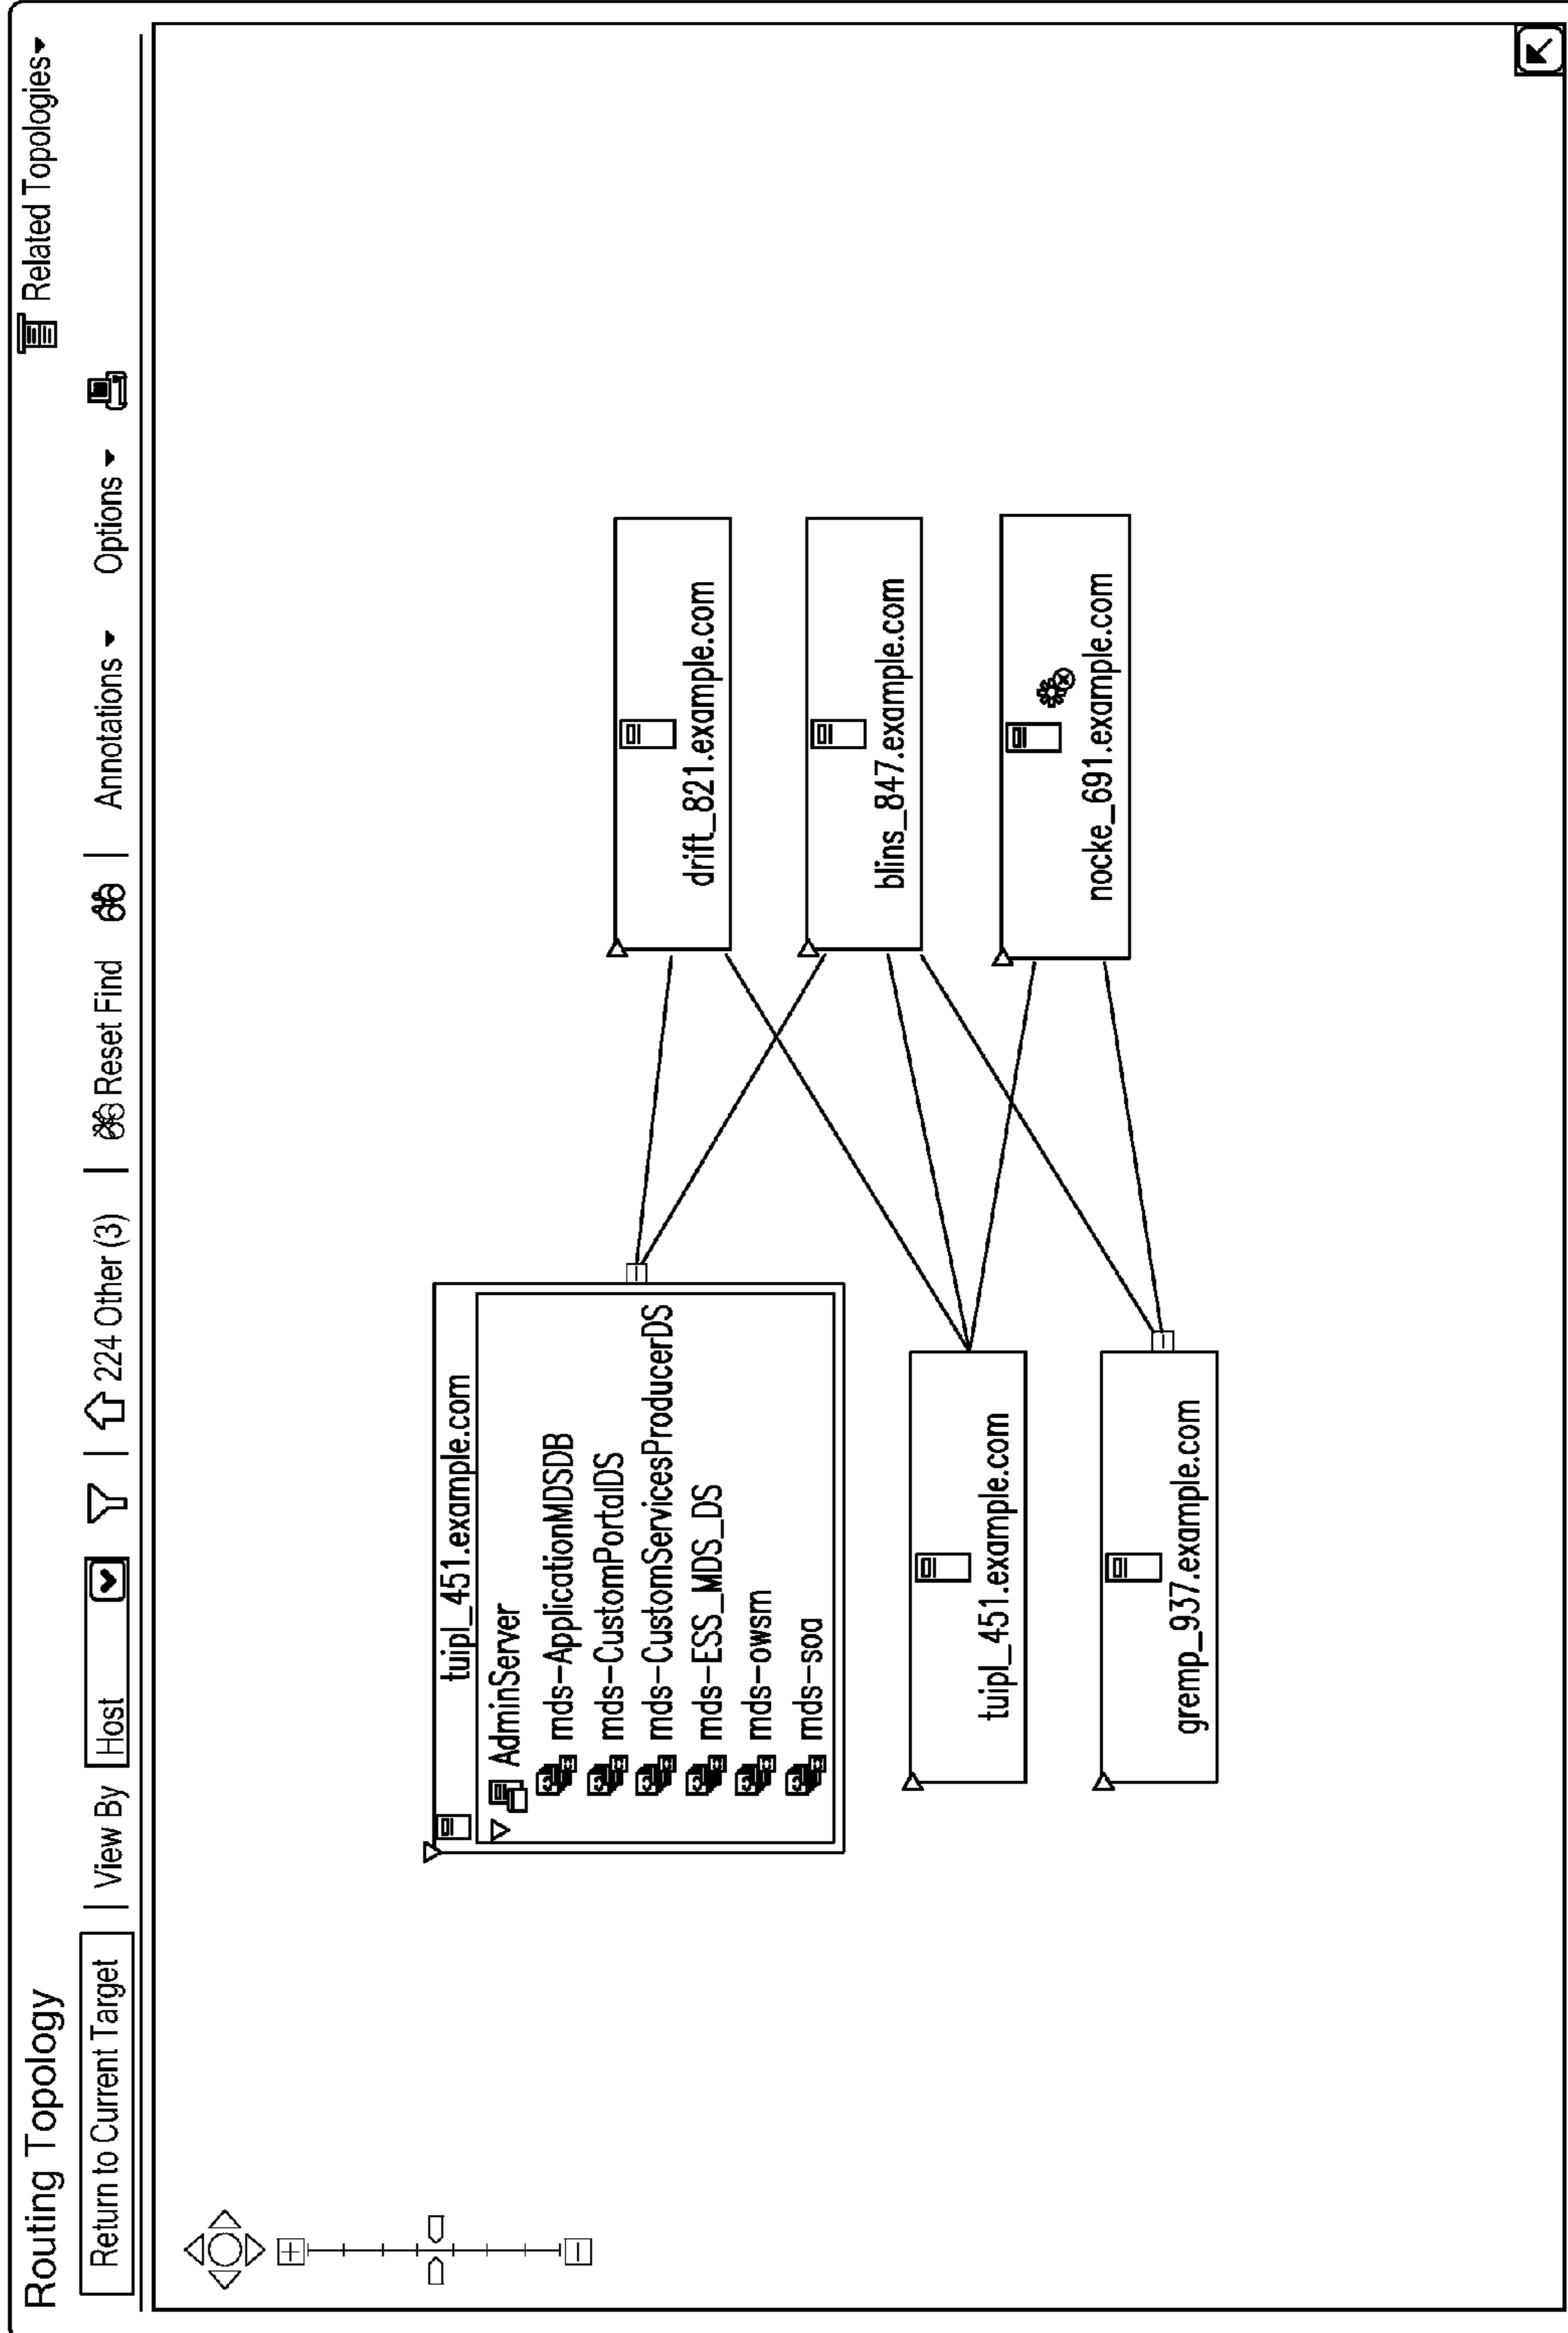 Routing Topology
Related Topologies
Return to Current Target | View By Host | 224 Other (3) | Reset Find | Annotations Options
tuipl_451.example.com
AdminServer
mds-ApplicationMDSDB
mds-CustomPortalDS
mds-CustomServicesProducerDS
mds-ESS_MDS_DS
mds-owsm
mds-soa
tuipl_451.example.com
gremp_937.example.com
drift_821.example.com
blins_847.example.com
nocke_691.example.com